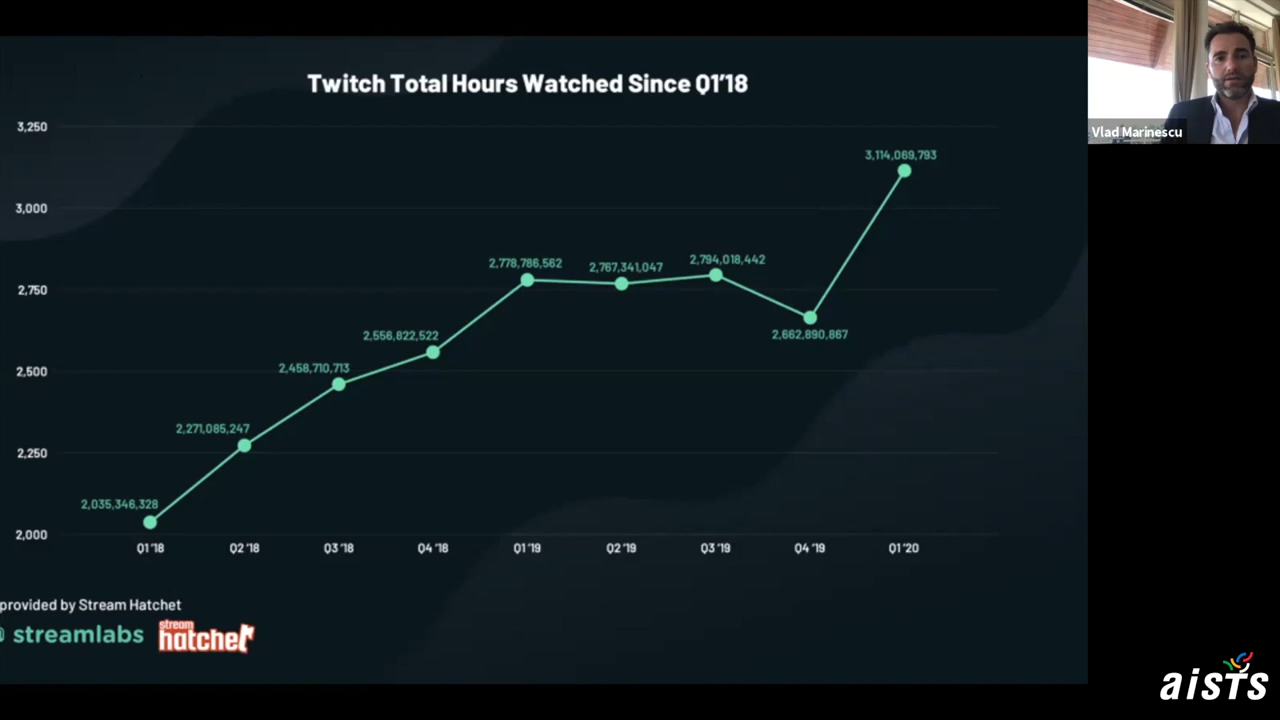 Twitch Total Hours Watched Since Q1'18
3,250
3,000
2,750
2,500
2,250
2,000
2,035,346,328
2,271,085,247
2,458,710,713
2,556,822,522
2,778,786,562
2,767,341,047
2,794,018,442
2,662,890,867
3,114,069,793
Q1 '18
Q2 '18
Q3 '18
Q4 '18
Q1 '19
Q2 '19
Q3 '19
Q4 '19
Q1 '20
provided by Stream Hatchet
streamlabs
stream
hatchet
Vlad Marinescu
aisTs